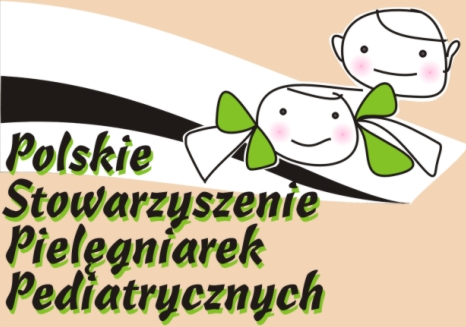 Polskie
Stowarzyszenie
Pielęgniarek
Pediatrycznych